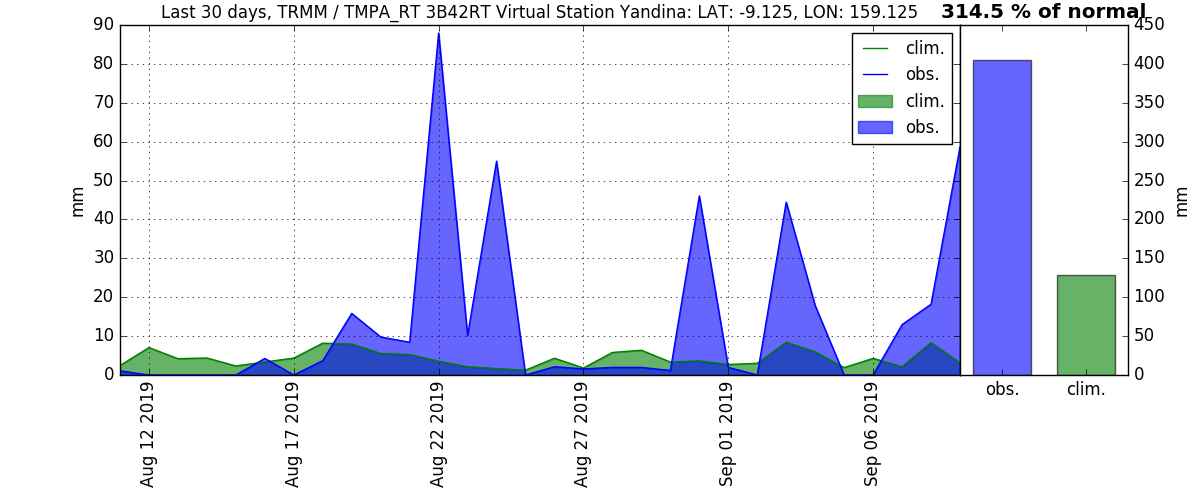 Last 30 days, TRMM / TMPA_RT 3B42RT Virtual Station Yandina: LAT: -9.125, LON: 159.125
314.5 % of normal
90
80
70
60
50
40
30
20
10
0
mm
clim.
obs.
clim.
obs.
450
400
350
300
250
200
150
100
50
0
mm
Aug 12 2019
Aug 17 2019
Aug 22 2019
Aug 27 2019
Sep 01 2019
Sep 06 2019
obs.
clim.